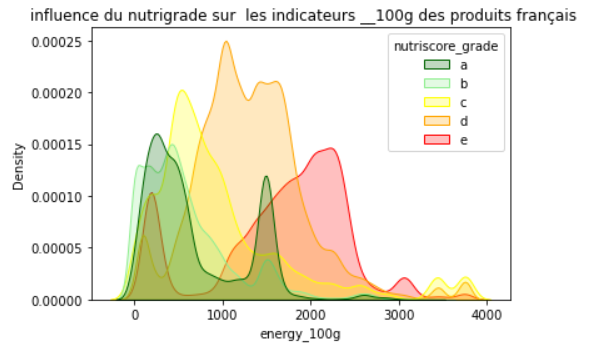 influence du nutrigrade sur  les indicateurs __100g des produits français
nutriscore_grade
a
b
c
d
e
Density
0.00025
0.00020
0.00015
0.00010
0.00005
0.00000
0
1000
2000
3000
4000
energy_100g